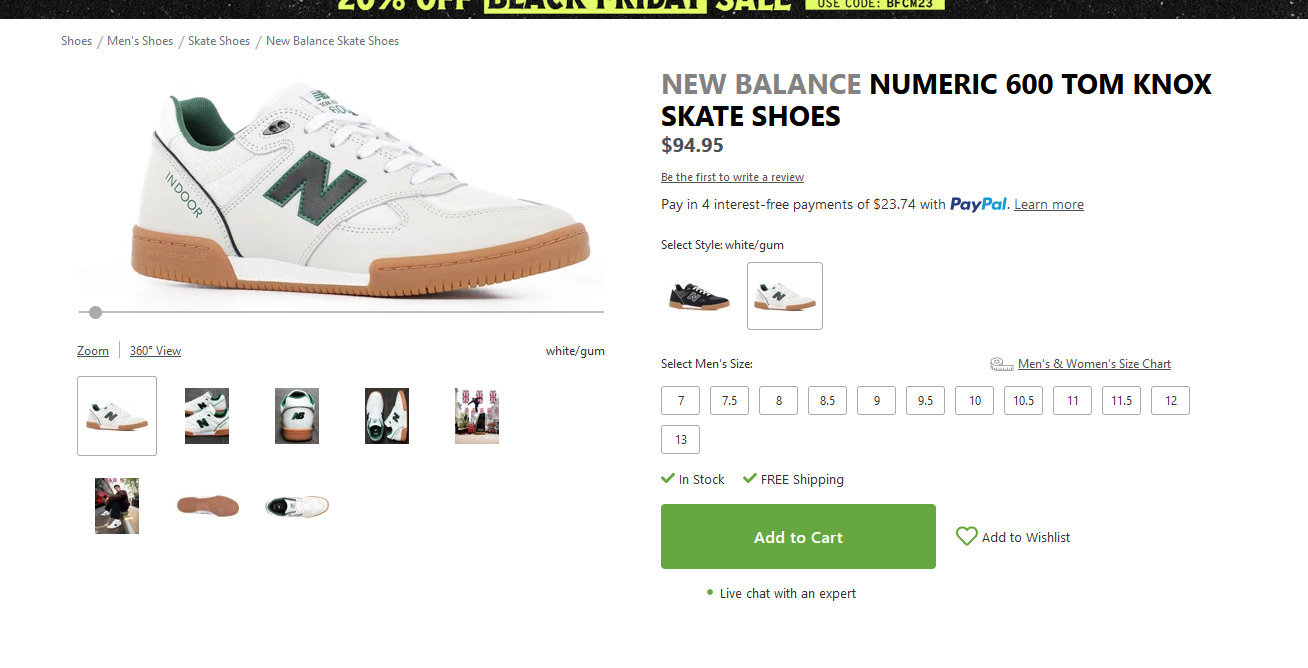 20% OFF BLACK FRIDAY SALE USE CODE: BFCM23
Shoes / Men's Shoes / Skate Shoes / New Balance Skate Shoes
NEW BALANCE NUMERIC 600 TOM KNOX
SKATE SHOES
$94.95
Be the first to write a review
Pay in 4 interest-free payments of $23.74 with PayPal. Learn more
Select Style: white/gum
INDOOR
N
Zoom
360° View
white/gum
Select Men's Size:
Men's & Women's Size Chart
7 7.5 8 8.5 9 9.5 10 10.5 11 11.5 12
13
In Stock
FREE Shipping
Add to Cart
Add to Wishlist
Live chat with an expert